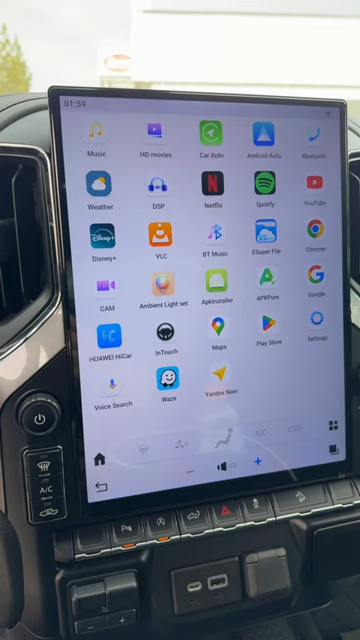 01:59
Music HD movies Car Auto Android Auto Bluetooth
Weather DSP Netflix Spotify YouTube
Disney+ VLC BT Music ESuper File Chrome
CAM Ambient Light set ApkInstaller APKPure Google
HUAWEI HiCar InTouch Maps Play Store Settings
Voice Search Waze Yandex Navi
A/C
A/C